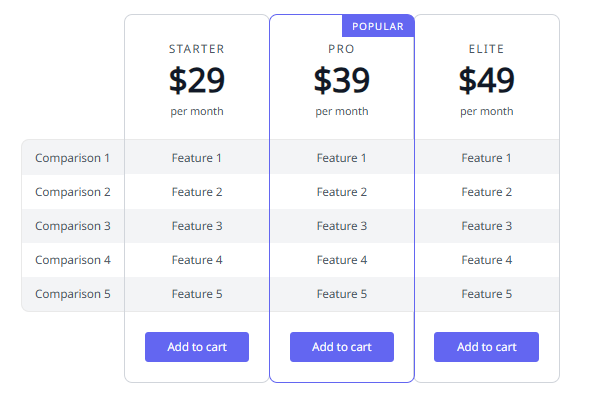 POPULAR
STARTER PRO ELITE
$29 $39 $49
per month per month per month
Comparison 1 Feature 1 Feature 1 Feature 1
Comparison 2 Feature 2 Feature 2 Feature 2
Comparison 3 Feature 3 Feature 3 Feature 3
Comparison 4 Feature 4 Feature 4 Feature 4
Comparison 5 Feature 5 Feature 5 Feature 5
Add to cart Add to cart Add to cart